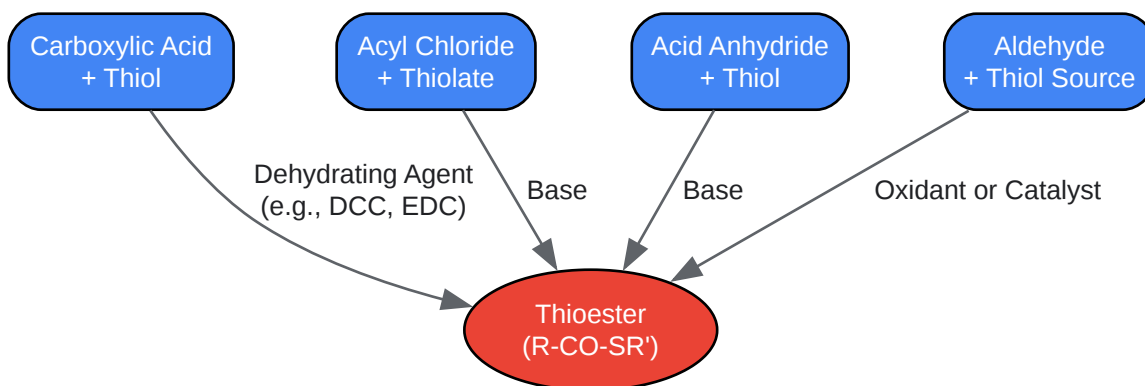 Carboxylic Acid
+ Thiol
Acyl Chloride
+ Thiolate
Acid Anhydride
+ Thiol
Aldehyde
+ Thiol Source
Dehydrating Agent
(e.g., DCC, EDC)
Base
Base
Oxidant or Catalyst
Thioester
(R-CO-SR')